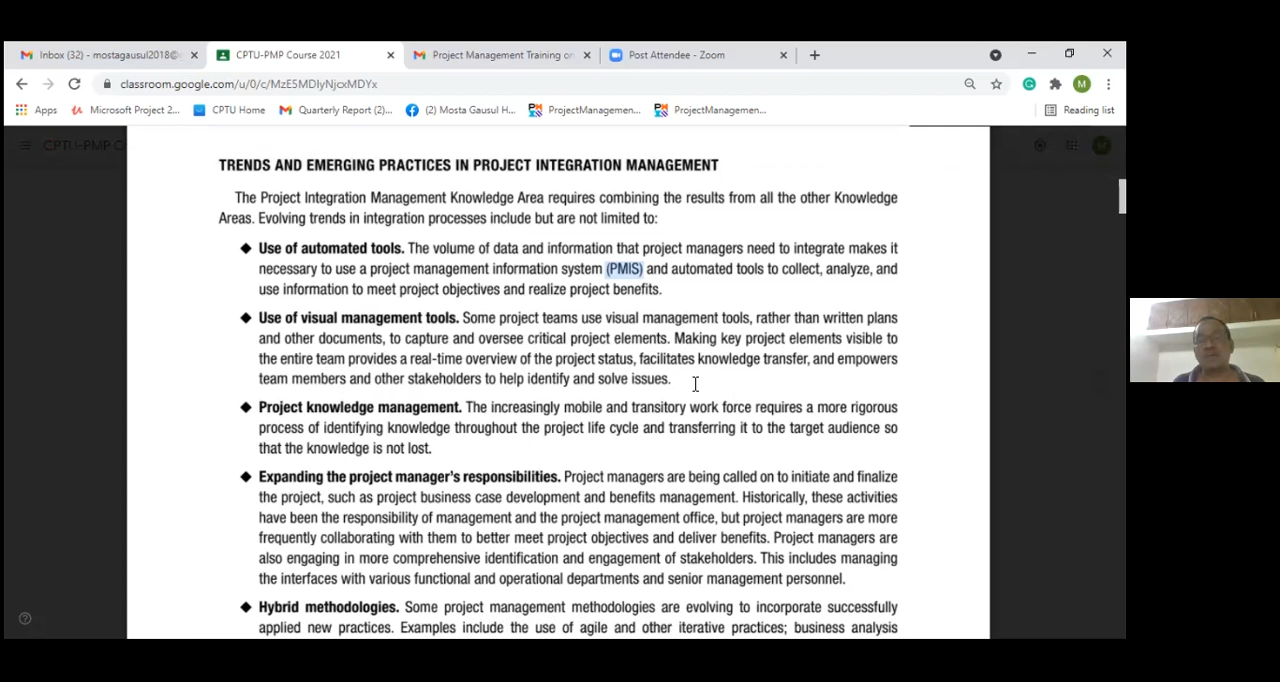 Inbox (32) - mostagausul2018@
CPTU-PMP Course 2021
Project Management Training on
Post Attendee - Zoom
classroom.google.com/u/0/c/MzE5MDIyNjcxMDYx
Apps
Microsoft Project 2...
CPTU Home
Quarterly Report (2)...
(2) Mosta Gausul H...
ProjectManagemen...
ProjectManagemen...
Reading list
CPTU-PMP C
TRENDS AND EMERGING PRACTICES IN PROJECT INTEGRATION MANAGEMENT
The Project Integration Management Knowledge Area requires combining the results from all the other Knowledge
Areas. Evolving trends in integration processes include but are not limited to:
◆ Use of automated tools. The volume of data and information that project managers need to integrate makes it
necessary to use a project management information system (PMIS) and automated tools to collect, analyze, and
use information to meet project objectives and realize project benefits.
◆ Use of visual management tools. Some project teams use visual management tools, rather than written plans
and other documents, to capture and oversee critical project elements. Making key project elements visible to
the entire team provides a real-time overview of the project status, facilitates knowledge transfer, and empowers
team members and other stakeholders to help identify and solve issues.
◆ Project knowledge management. The increasingly mobile and transitory work force requires a more rigorous
process of identifying knowledge throughout the project life cycle and transferring it to the target audience so
that the knowledge is not lost.
◆ Expanding the project manager's responsibilities. Project managers are being called on to initiate and finalize
the project, such as project business case development and benefits management. Historically, these activities
have been the responsibility of management and the project management office, but project managers are more
frequently collaborating with them to better meet project objectives and deliver benefits. Project managers are
also engaging in more comprehensive identification and engagement of stakeholders. This includes managing
the interfaces with various functional and operational departments and senior management personnel.
◆ Hybrid methodologies. Some project management methodologies are evolving to incorporate successfully
applied new practices. Examples include the use of agile and other iterative practices; business analysis